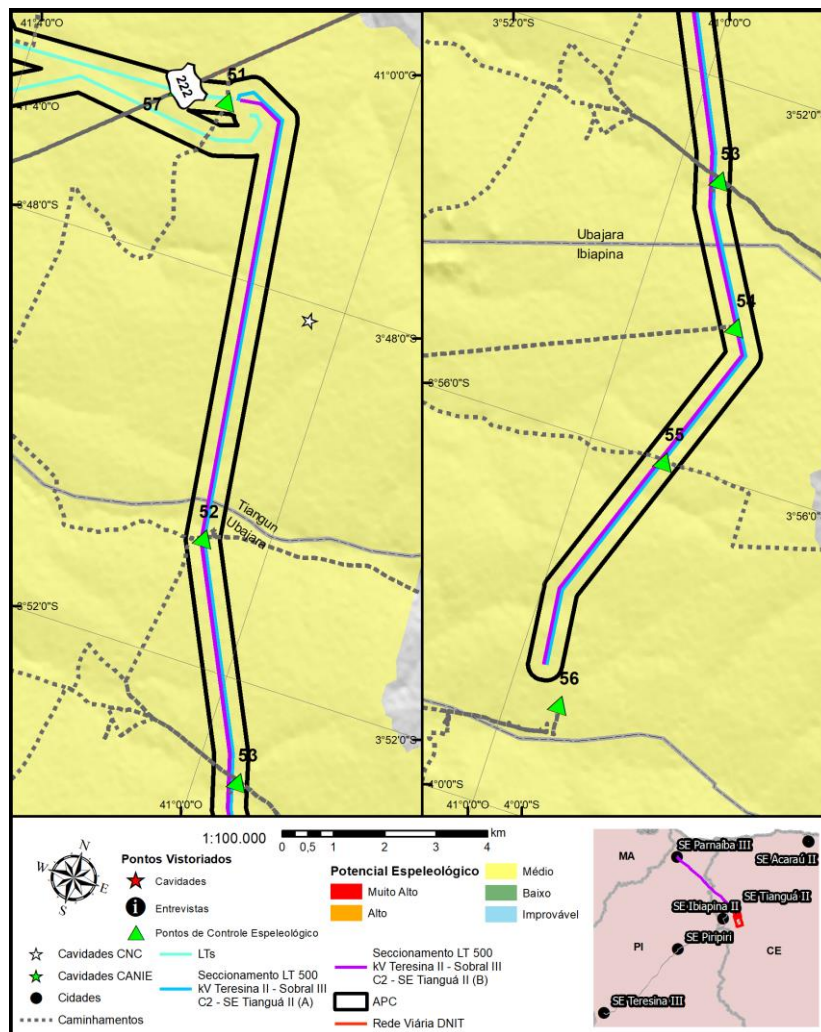 41°4'0"O
41°0'0"O
222
51
41°4'0"O
57
3°48'0"S
3°48'0"S
52
Tiangun
Ubajara
3°52'0"S
53
3°52'0"S
41°0'0"O
3°52'0"S
41°0'0"O
3°52'0"S
53
Ubajara
Ibiapina
54
3°56'0"S
55
3°56'0"S
56
4°0'0"S
41°0'0"O
4°0'0"S
1:100.000
0 0,5 1 2 3 4 km
N
W
E
S
Pontos Vistoriados
Cavidades
Entrevistas
Pontos de Controle Espeleológico
Cavidades CNC
Cavidades CANIE
Cidades
Caminhamentos
LTs
Seccionamento LT 500
kV Teresina II - Sobral III
C2 - SE Tianguá II (A)
Potencial Espeleológico
Muito Alto
Alto
Médio
Baixo
Improvável
Seccionamento LT 500
kV Teresina II - Sobral III
C2 - SE Tianguá II (B)
APC
Rede Viária DNIT
SE Parnaíba III
MA
SE Acaraú II
SE Tianguá II
SE Ibiapina II
SE Piripiri
PI
CE
SE Teresina III